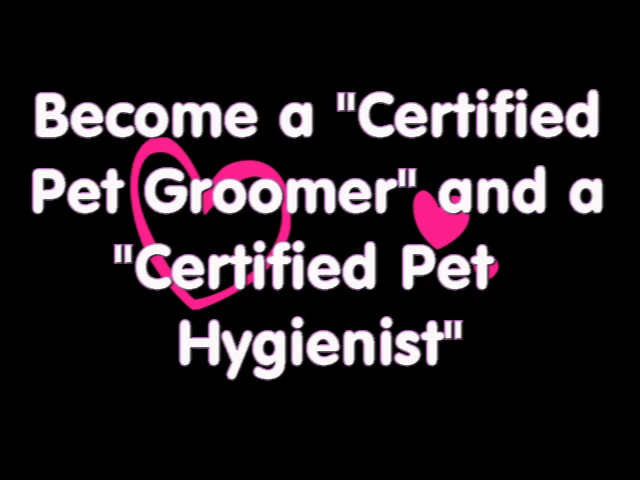 Become a "Certified
Pet Groomer" and a
"Certified Pet
Hygienist"